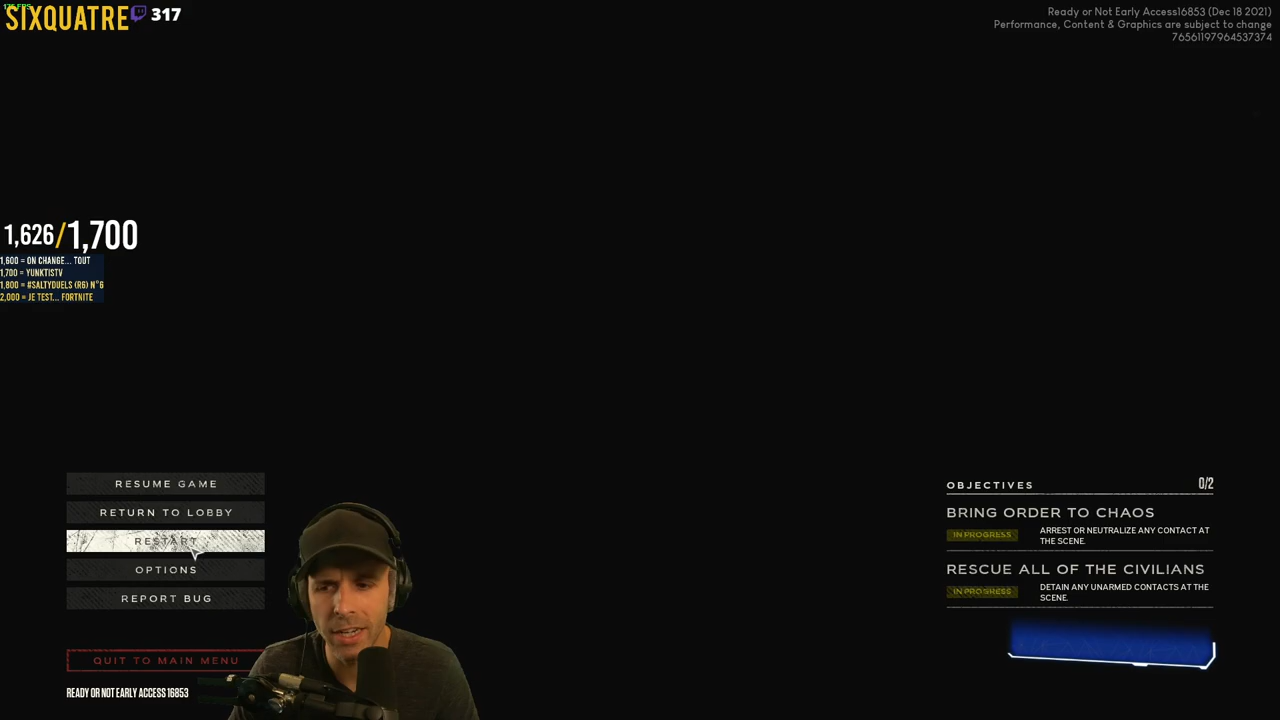 175 FPS
SIXQUATRE 317
Ready or Not Early Access16853 (Dec 18 2021)
Performance, Content & Graphics are subject to change
76561197964537374
1,626/1,700
1,600 = ON CHANGE... TOUT
1,700 = YUNKTISTV
1,800 = #SALTYDUELS (R6) N°6
2,000 = JE TEST... FORTNITE
RESUME GAME
RETURN TO LOBBY
RESTART
OPTIONS
REPORT BUG
QUIT TO MAIN MENU
READY OR NOT EARLY ACCESS 16853
OBJECTIVES 0/2
BRING ORDER TO CHAOS
IN PROGRESS
ARREST OR NEUTRALIZE ANY CONTACT AT
THE SCENE.
RESCUE ALL OF THE CIVILIANS
IN PROGRESS
DETAIN ANY UNARMED CONTACTS AT THE
SCENE.